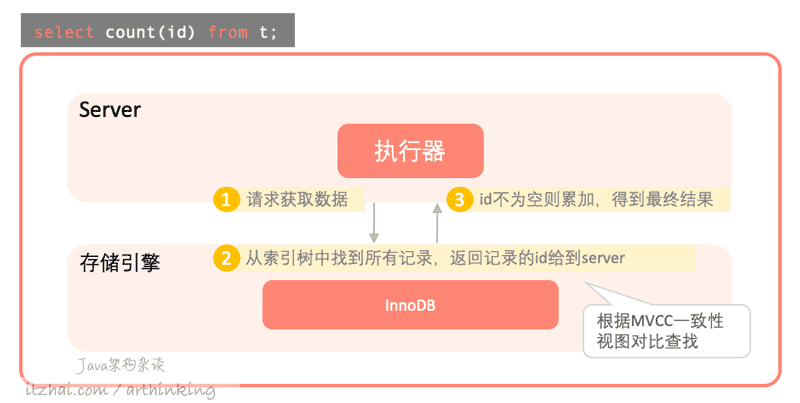 select count(id) from t;
Server
执行器
1 请求获取数据
3 id不为空则累加，得到最终结果
存储引擎
2 从索引树中找到所有记录，返回记录的id给到server
InnoDB
根据MVCC一致性
视图对比查找
Java架构杂谈
itzhai.com / arthinking